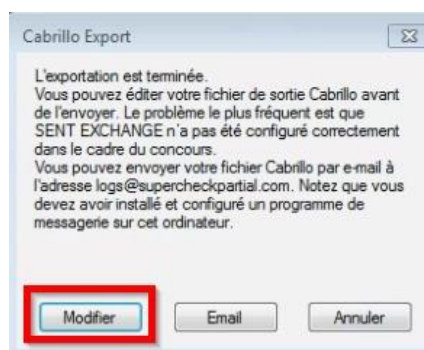 Cabrillo Export
L'exportation est terminée.
Vous pouvez éditer votre fichier de sortie Cabrillo avant
de l'envoyer. Le problème le plus fréquent est que
SENT EXCHANGE n'a pas été configuré correctement
dans le cadre du concours.
Vous pouvez envoyer votre fichier Cabrillo par e-mail à
l'adresse logs@supercheckpartial.com. Notez que vous
devez avoir installé et configuré un programme de
messagerie sur cet ordinateur.
Modifier Email Annuler